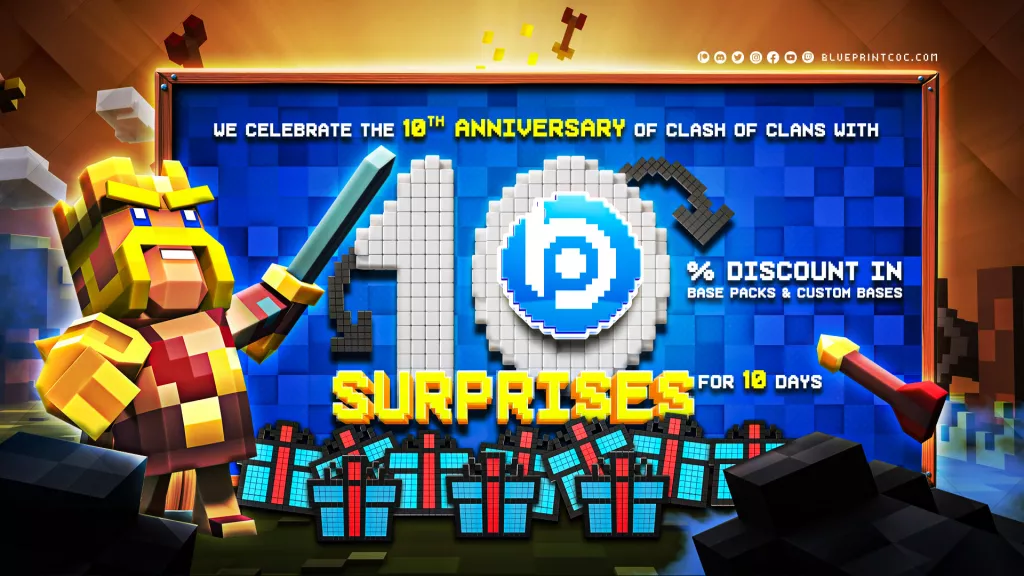 BLUEPRINTCOC.COM
WE CELEBRATE THE 10TH ANNIVERSARY OF CLASH OF CLANS WITH
10
% DISCOUNT IN
BASE PACKS & CUSTOM BASES
SURPRISES FOR 10 DAYS